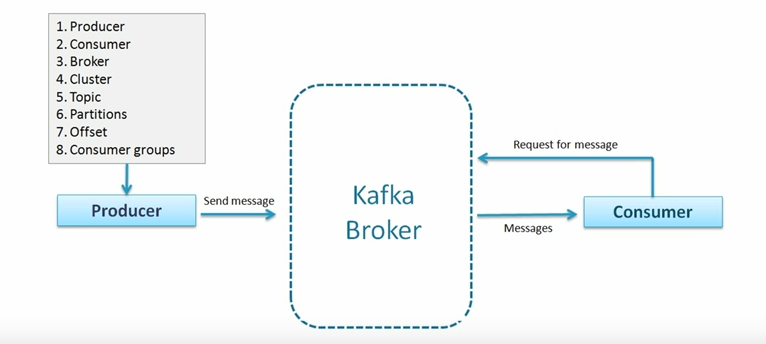 1. Producer
2. Consumer
3. Broker
4. Cluster
5. Topic
6. Partitions
7. Offset
8. Consumer groups
Producer
Send message
Kafka
Broker
Request for message
Messages
Consumer